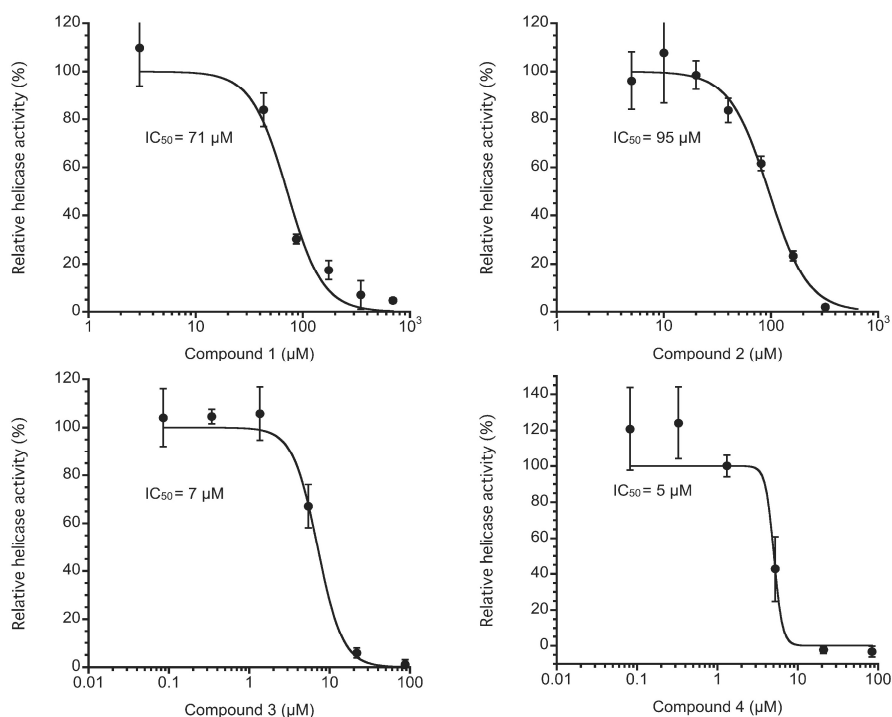 120
100
80
60
40
20
0
Relative helicase activity (%)
IC₅₀ = 71 µM
1 10 100 10³
Compound 1 (µM)
120
100
80
60
40
20
0
Relative helicase activity (%)
IC₅₀ = 95 µM
1 10 100 10³
Compound 2 (µM)
120
100
80
60
40
20
0
Relative helicase activity (%)
IC₅₀ = 7 µM
0.01 0.1 1 10 100
Compound 3 (µM)
140
120
100
80
60
40
20
0
Relative helicase activity (%)
IC₅₀ = 5 µM
0.01 0.1 1 10 100
Compound 4 (µM)